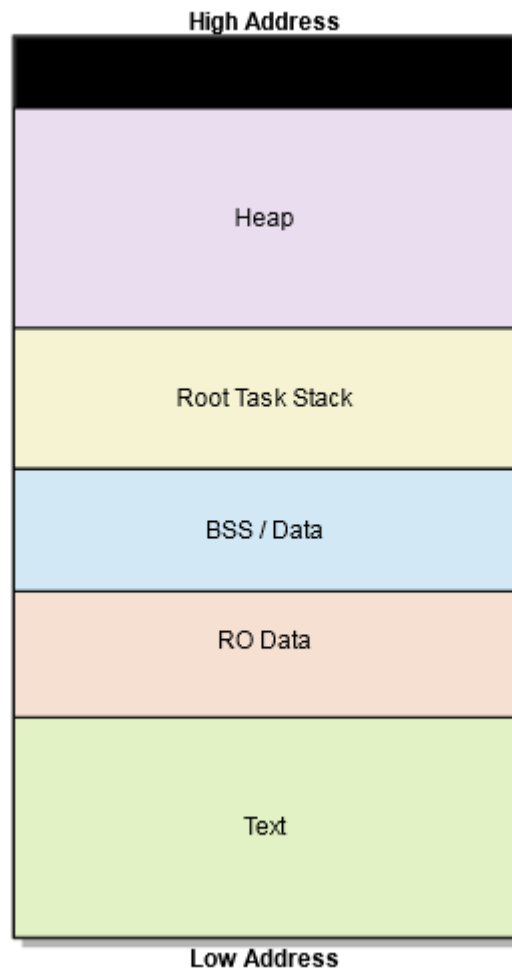 High Address
Heap
Root Task Stack
BSS / Data
RO Data
Text
Low Address